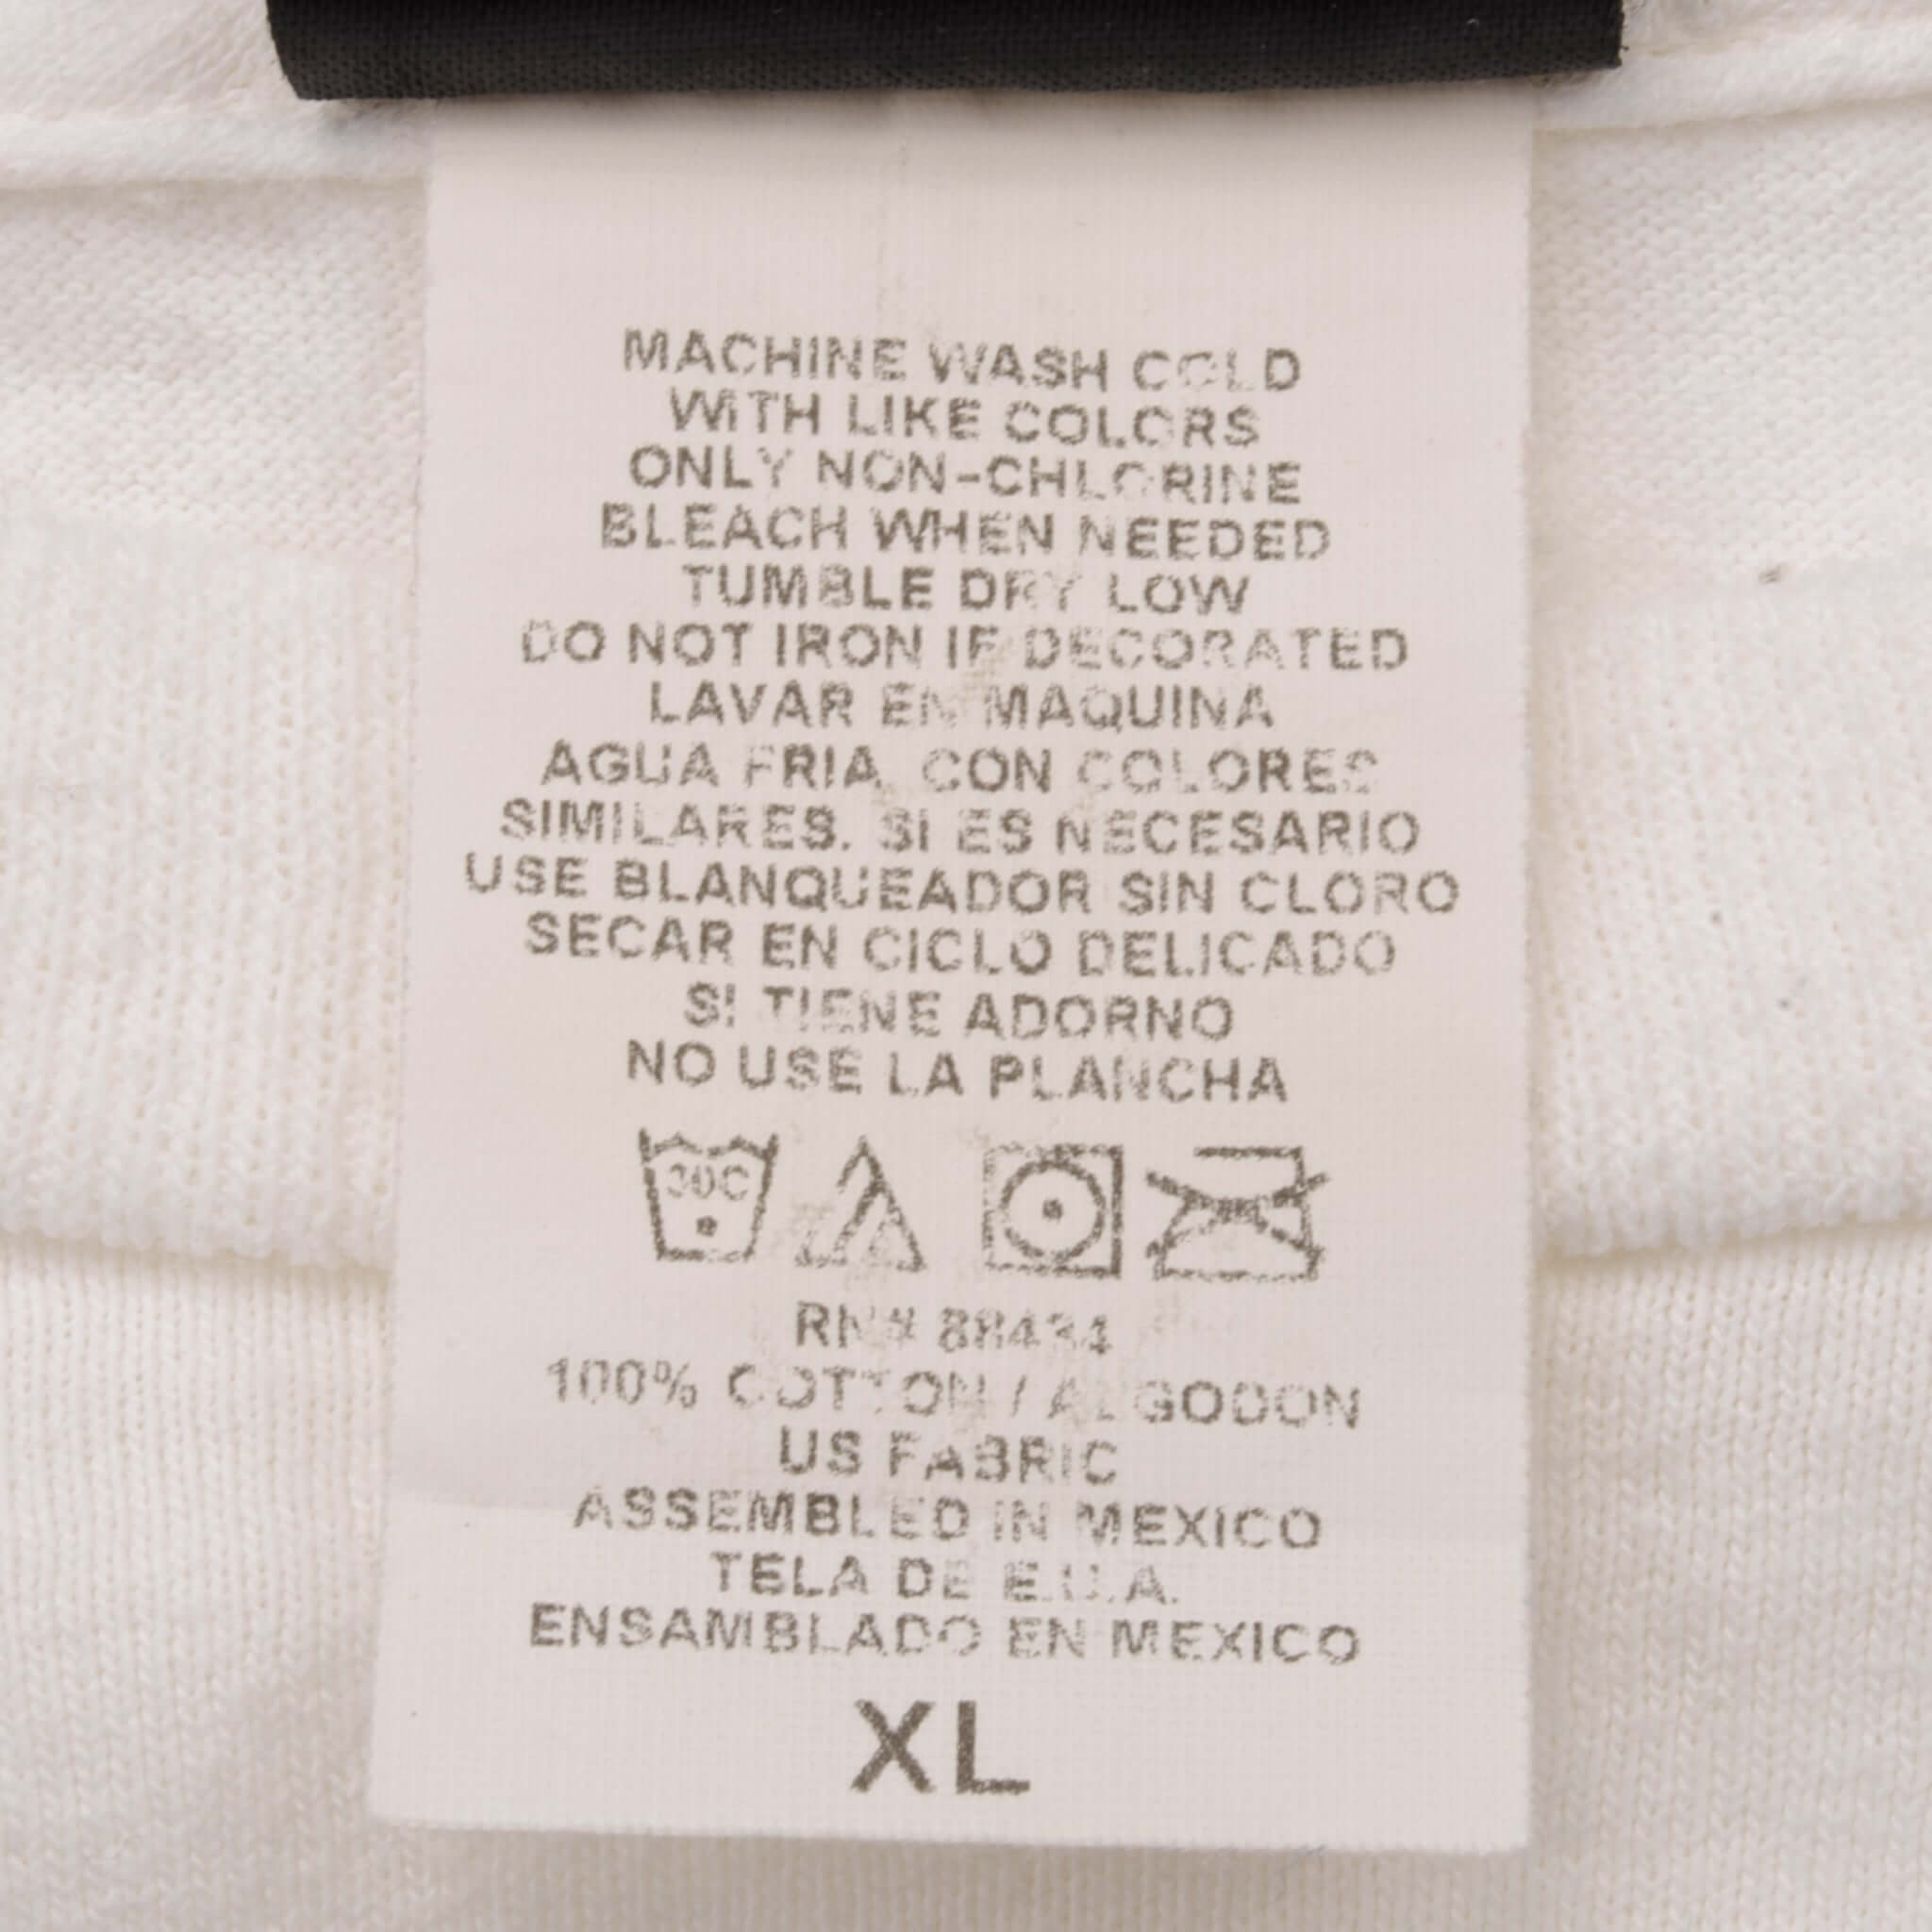 MACHINE WASH COLD
WITH LIKE COLORS
ONLY NON-CHLORINE
BLEACH WHEN NEEDED
TUMBLE DRY LOW
DO NOT IRON IF DECORATED
LAVAR EN MAQUINA
AGUA FRIA, CON COLORES
SIMILARES. SI ES NECESARIO
USE BLANQUEADOR SIN CLORO
SECAR EN CICLO DELICADO
SI TIENE ADORNO
NO USE LA PLANCHA
30C
RN# 88434
100% COTTON / ALGODON
US FABRIC
ASSEMBLED IN MEXICO
TELA DE E.U.A.
ENSAMBLADO EN MEXICO
XL